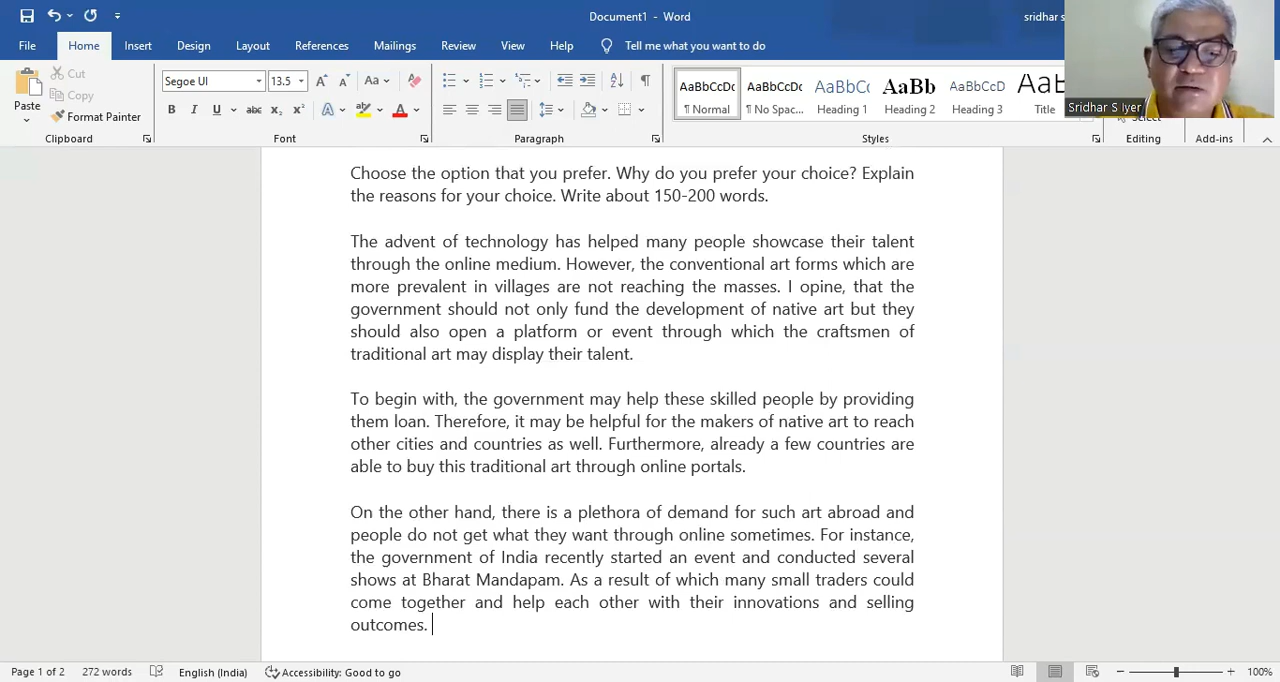 Document1 - Word
sridhar s
File Home Insert Design Layout References Mailings Review View Help Tell me what you want to do
Paste
Cut
Copy
Format Painter
Clipboard
Segoe UI 13.5
Font
Paragraph
AaBbCcDc AaBbCcDc AaBbCc AaBb AaBbCcD AaB
¶ Normal ¶ No Spac... Heading 1 Heading 2 Heading 3 Title
Styles
Sridhar S Iyer
Select
Editing
Add-ins
Choose the option that you prefer. Why do you prefer your choice? Explain
the reasons for your choice. Write about 150-200 words.
The advent of technology has helped many people showcase their talent
through the online medium. However, the conventional art forms which are
more prevalent in villages are not reaching the masses. I opine, that the
government should not only fund the development of native art but they
should also open a platform or event through which the craftsmen of
traditional art may display their talent.
To begin with, the government may help these skilled people by providing
them loan. Therefore, it may be helpful for the makers of native art to reach
other cities and countries as well. Furthermore, already a few countries are
able to buy this traditional art through online portals.
On the other hand, there is a plethora of demand for such art abroad and
people do not get what they want through online sometimes. For instance,
the government of India recently started an event and conducted several
shows at Bharat Mandapam. As a result of which many small traders could
come together and help each other with their innovations and selling
outcomes.
Page 1 of 2 272 words English (India) Accessibility: Good to go 100%